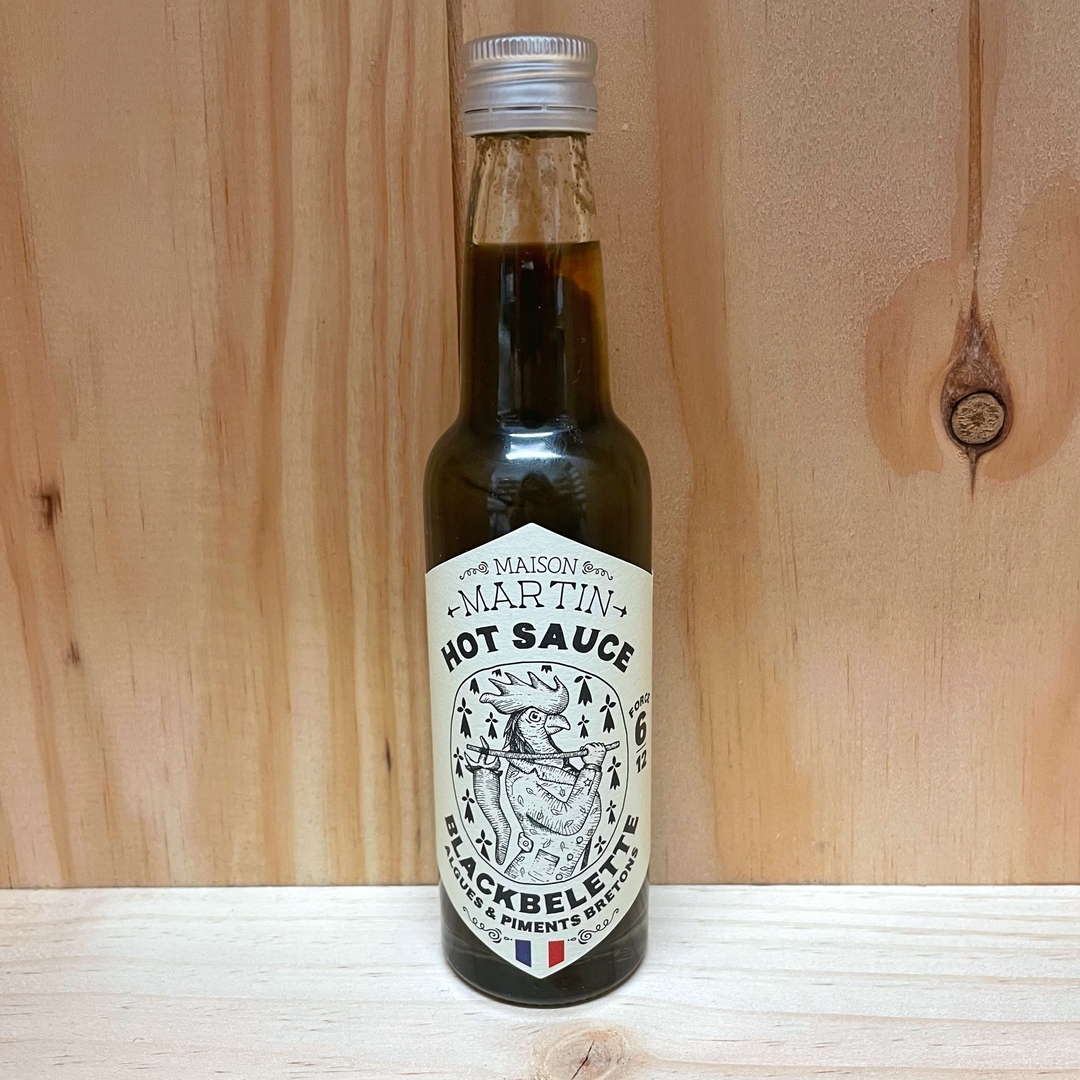 MAISON
MARTIN
HOT SAUCE
FORCE
6
12
BLACKBELETTE
ALGUES & PIMENTS BRETONS